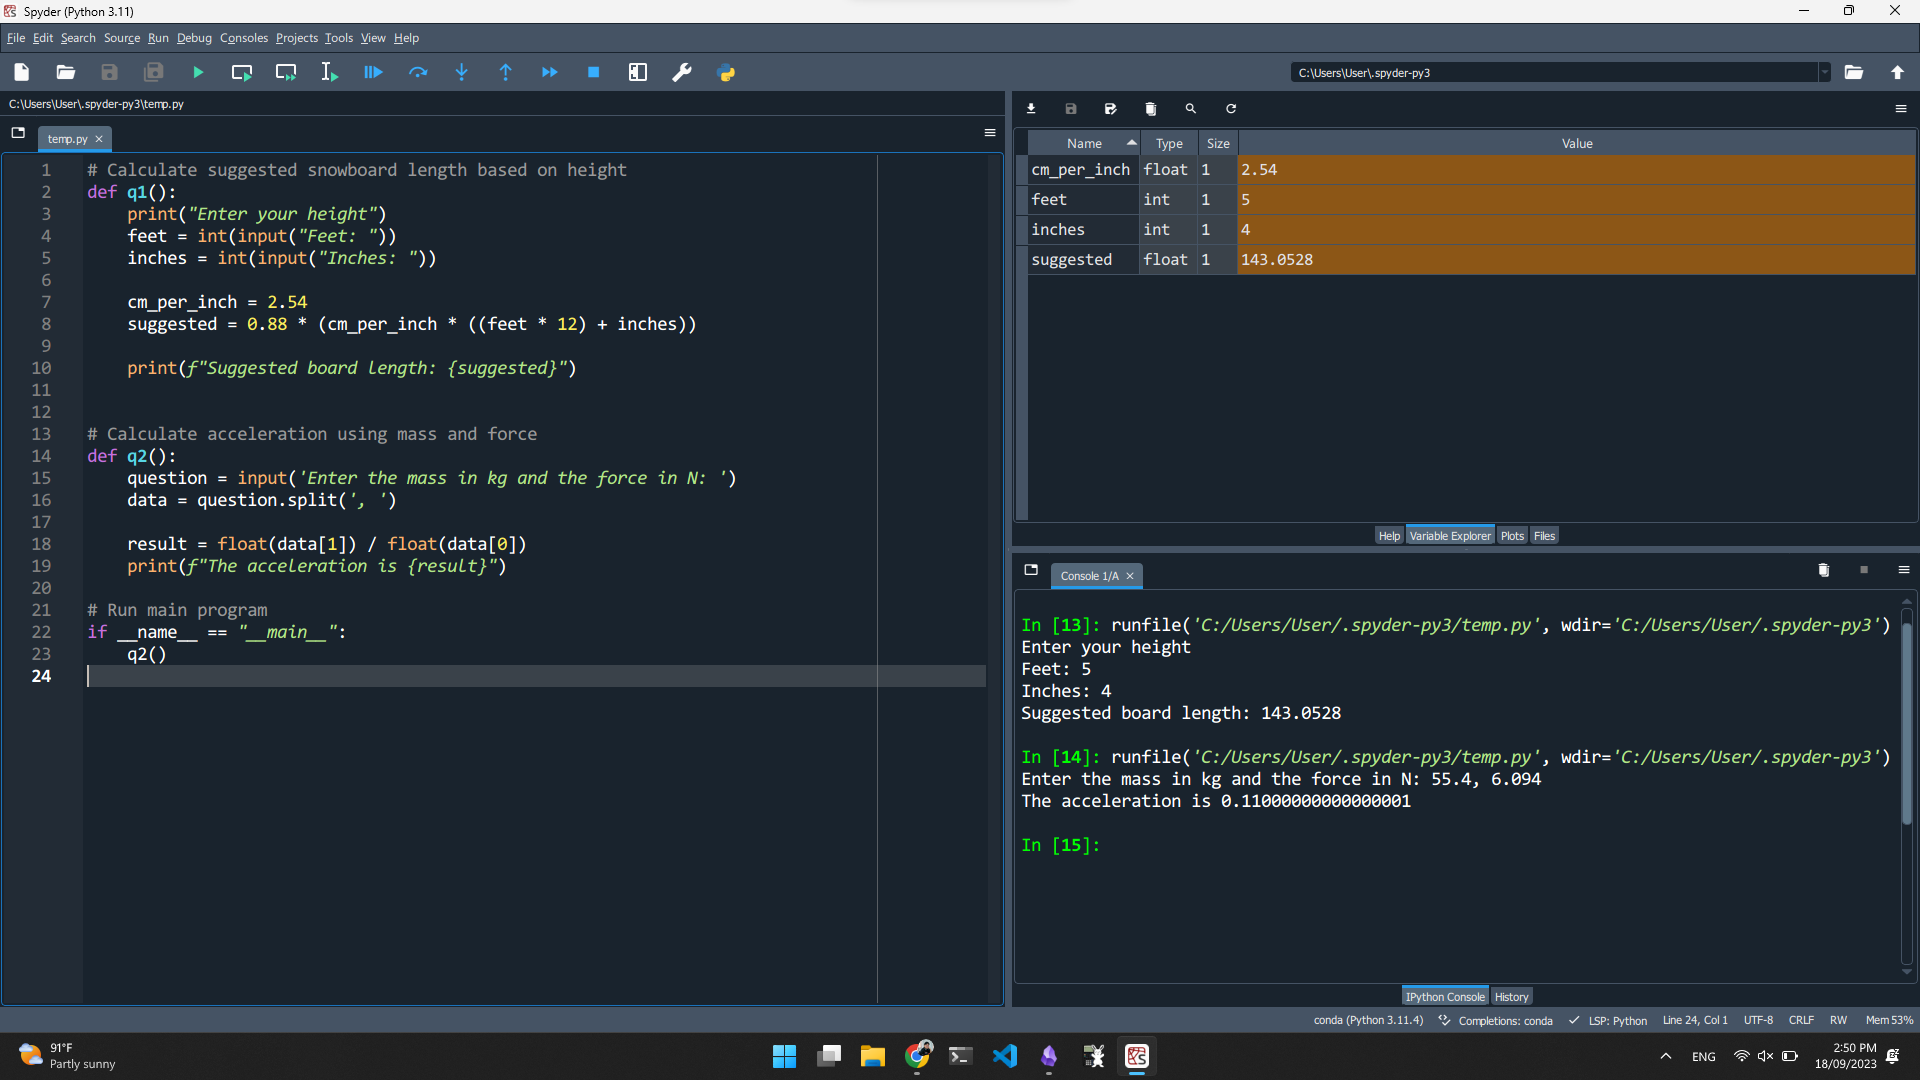 Spyder (Python 3.11)
File Edit Search Source Run Debug Consoles Projects Tools View Help
C:\Users\User\.spyder-py3
C:\Users\User\.spyder-py3\temp.py
temp.py
1 # Calculate suggested snowboard length based on height
2 def q1():
3     print("Enter your height")
4     feet = int(input("Feet: "))
5     inches = int(input("Inches: "))
6
7     cm_per_inch = 2.54
8     suggested = 0.88 * (cm_per_inch * ((feet * 12) + inches))
9
10     print(f"Suggested board length: {suggested}")
11
12
13 # Calculate acceleration using mass and force
14 def q2():
15     question = input('Enter the mass in kg and the force in N: ')
16     data = question.split(', ')
17
18     result = float(data[1]) / float(data[0])
19     print(f"The acceleration is {result}")
20
21 # Run main program
22 if __name__ == "__main__":
23     q2()
24
Name Type Size Value
cm_per_inch float 1 2.54
feet int 1 5
inches int 1 4
suggested float 1 143.0528
Help Variable Explorer Plots Files
Console 1/A
In [13]: runfile('C:/Users/User/.spyder-py3/temp.py', wdir='C:/Users/User/.spyder-py3')
Enter your height
Feet: 5
Inches: 4
Suggested board length: 143.0528
In [14]: runfile('C:/Users/User/.spyder-py3/temp.py', wdir='C:/Users/User/.spyder-py3')
Enter the mass in kg and the force in N: 55.4, 6.094
The acceleration is 0.11000000000000001
In [15]:
IPython Console History
conda (Python 3.11.4) Completions: conda LSP: Python Line 24, Col 1 UTF-8 CRLF RW Mem 53%
91°F
Partly sunny
ENG
2:50 PM
18/09/2023